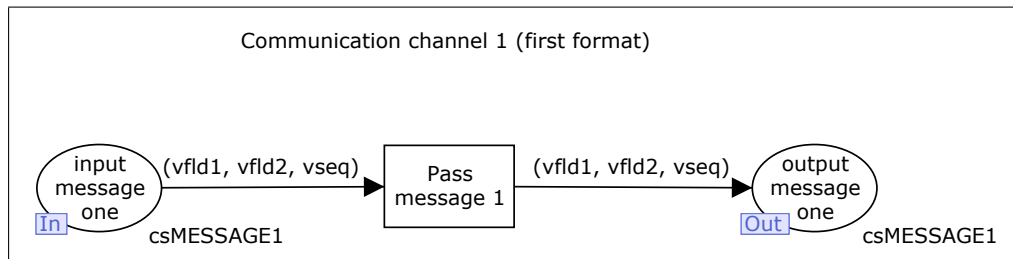 Communication channel 1 (first format)
input
message
one
In
csMESSAGE1
(vfld1, vfld2, vseq)
Pass
message 1
(vfld1, vfld2, vseq)
output
message
one
Out
csMESSAGE1